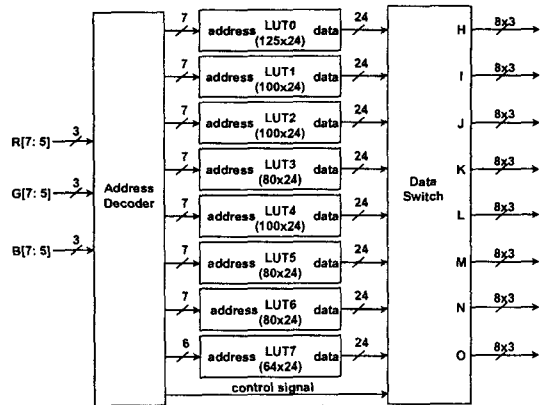 7 address LUT0 data 24 H 8x3
(125x24)
7 address LUT1 data 24 I 8x3
(100x24)
7 address LUT2 data 24 J 8x3
(100x24)
R[7: 5] 3
7 address LUT3 data 24 K 8x3
(80x24)
G[7: 5] 3
Address
Decoder
Data
Switch
7 address LUT4 data 24 L 8x3
(100x24)
B[7: 5] 3
7 address LUT5 data 24 M 8x3
(80x24)
7 address LUT6 data 24 N 8x3
(80x24)
6 address LUT7 data 24 O 8x3
(64x24)
control signal